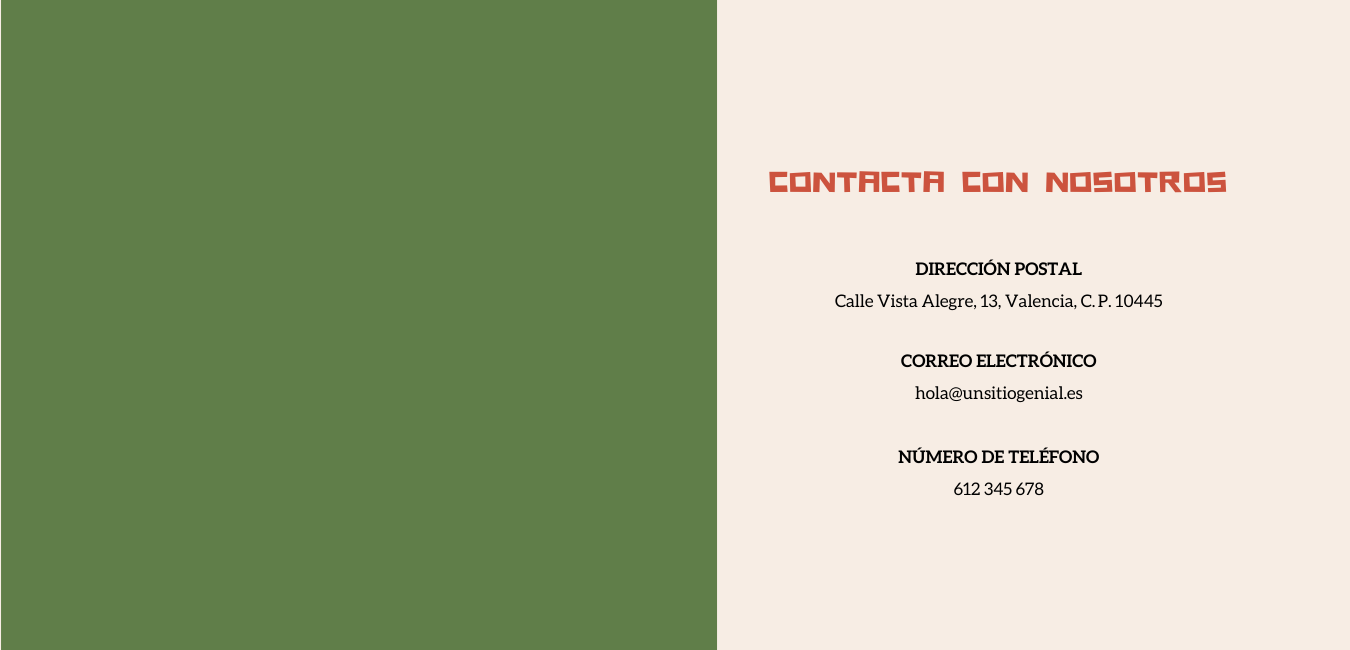 CONTACTA CON NOSOTROS
DIRECCIÓN POSTAL
Calle Vista Alegre, 13, Valencia, C. P. 10445
CORREO ELECTRÓNICO
hola@unsitiogenial.es
NÚMERO DE TELÉFONO
612 345 678